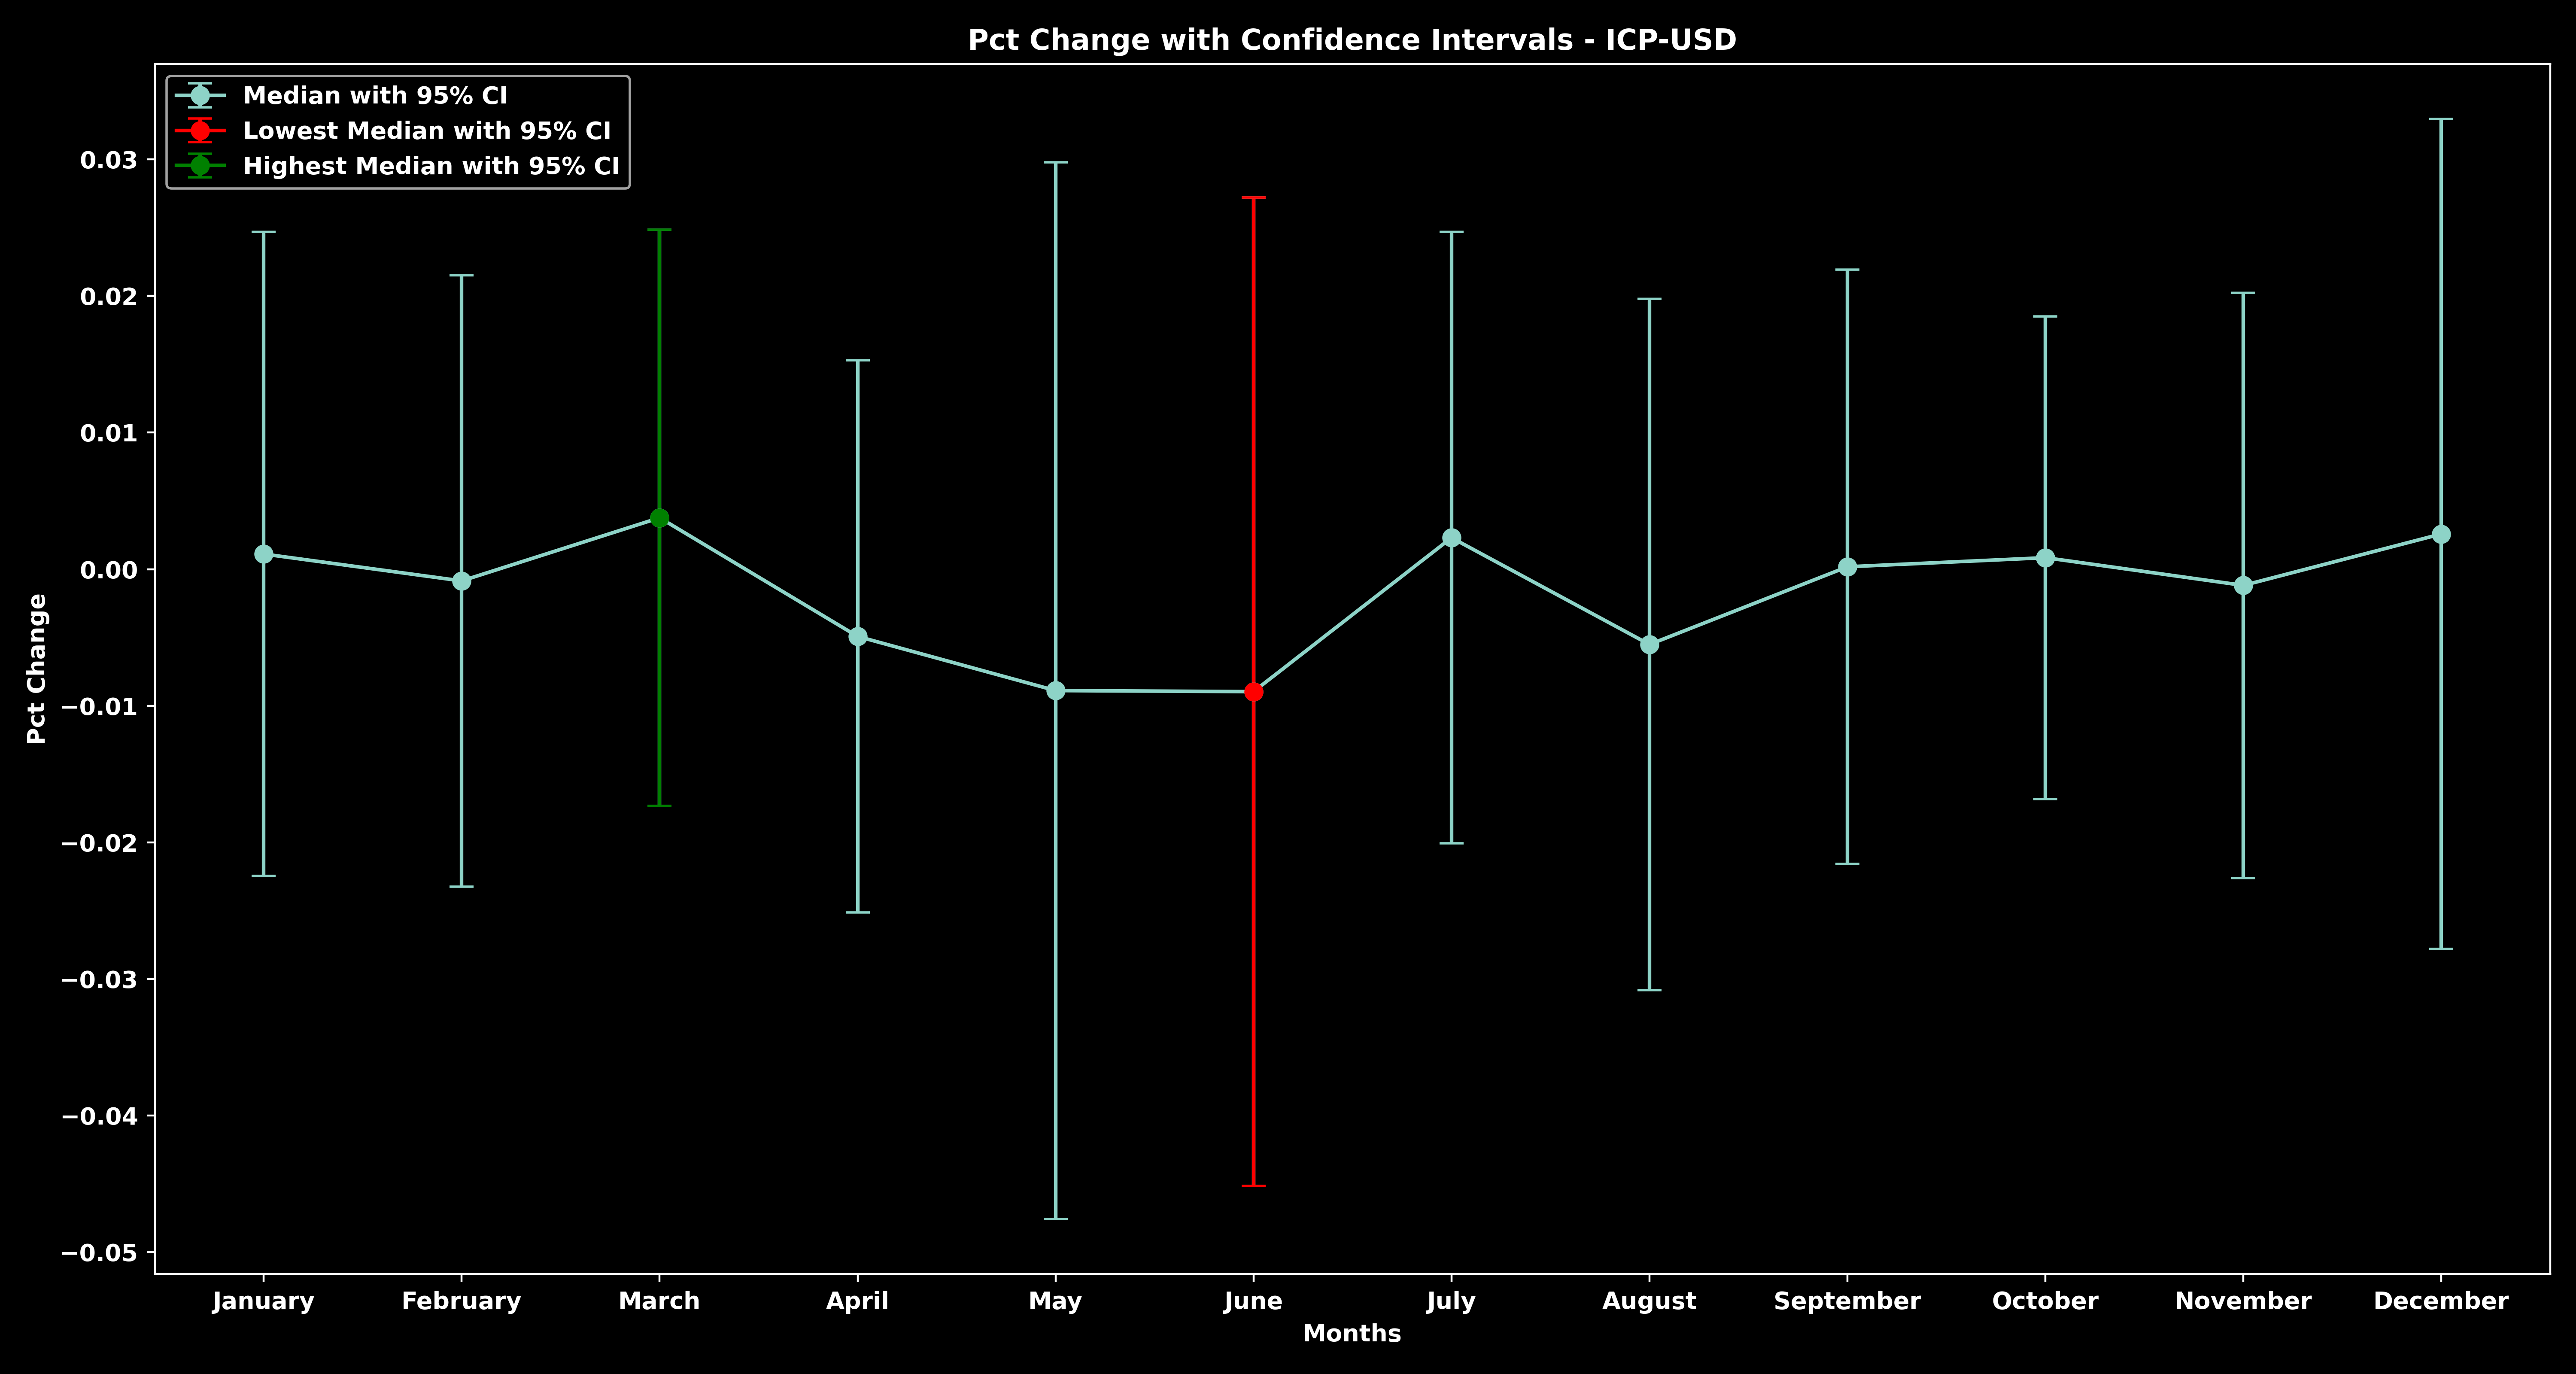 Pct Change with Confidence Intervals - ICP-USD
Median with 95% CI
Lowest Median with 95% CI
Highest Median with 95% CI
0.03
0.02
0.01
0.00
−0.01
−0.02
−0.03
−0.04
−0.05
Pct Change
January February March April May June July August September October November December
Months